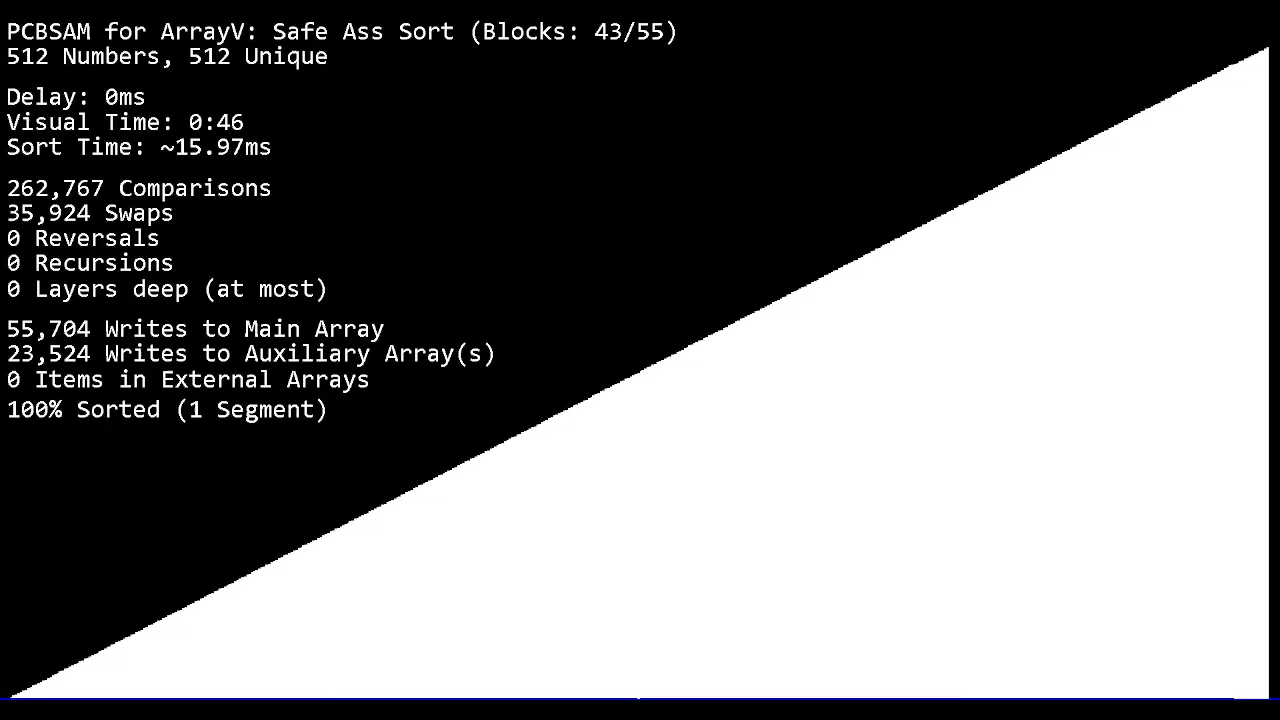 PCBSAM for ArrayV: Safe Ass Sort (Blocks: 43/55)
512 Numbers, 512 Unique
Delay: 0ms
Visual Time: 0:46
Sort Time: ~15.97ms
262,767 Comparisons
35,924 Swaps
0 Reversals
0 Recursions
0 Layers deep (at most)
55,704 Writes to Main Array
23,524 Writes to Auxiliary Array(s)
0 Items in External Arrays
100% Sorted (1 Segment)